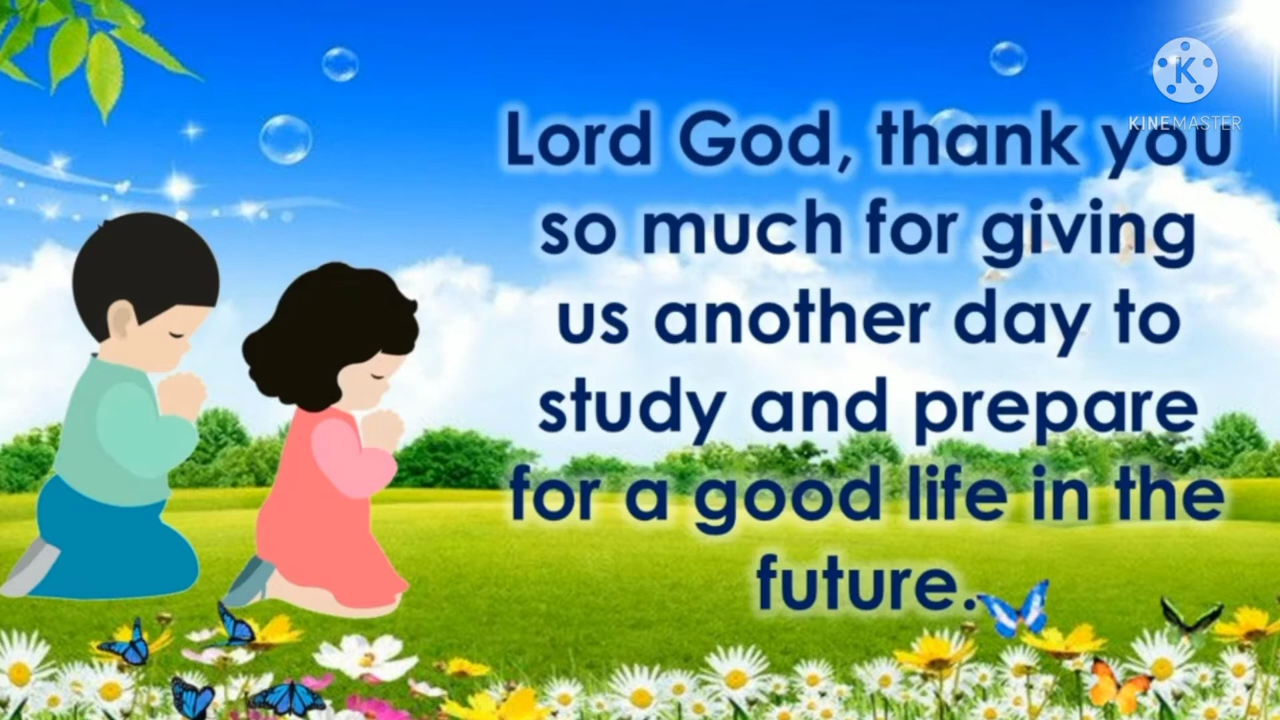 Lord God, thank you
so much for giving
us another day to
study and prepare
for a good life in the
future.
K
KINEMASTER